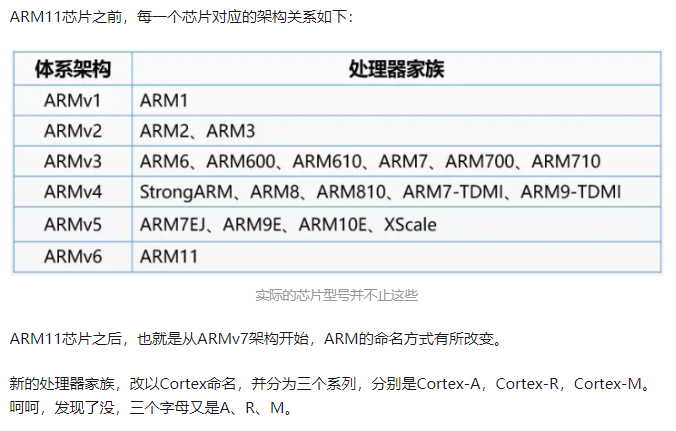 ARM11芯片之前，每一个芯片对应的架构关系如下：
体系架构 处理器家族
ARMv1 ARM1
ARMv2 ARM2、ARM3
ARMv3 ARM6、ARM600、ARM610、ARM7、ARM700、ARM710
ARMv4 StrongARM、ARM8、ARM810、ARM7-TDMI、ARM9-TDMI
ARMv5 ARM7EJ、ARM9E、ARM10E、XScale
ARMv6 ARM11
实际的芯片型号并不止这些
ARM11芯片之后，也就是从ARMv7架构开始，ARM的命名方式有所改变。
新的处理器家族，改以Cortex命名，并分为三个系列，分别是Cortex-A，Cortex-R，Cortex-M。
呵呵，发现了没，三个字母又是A、R、M。